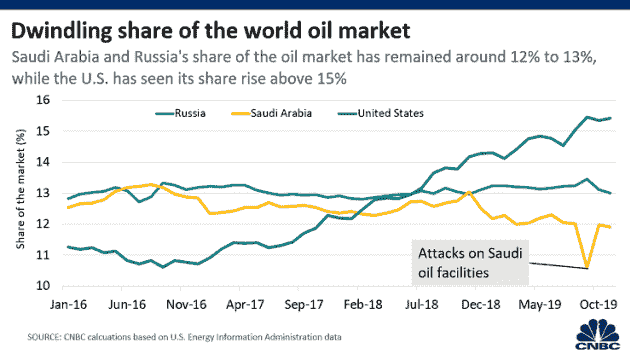 Dwindling share of the world oil market
Saudi Arabia and Russia's share of the oil market has remained around 12% to 13%,
while the U.S. has seen its share rise above 15%
16
Russia
Saudi Arabia
United States
15
14
13
12
11
10
Share of the market (%)
Attacks on Saudi
oil facilities
Jan-16
Jun-16
Nov-16
Apr-17
Sep-17
Feb-18
Jul-18
Dec-18
May-19
Oct-19
SOURCE: CNBC calcuations based on U.S. Energy Information Administration data
CNBC